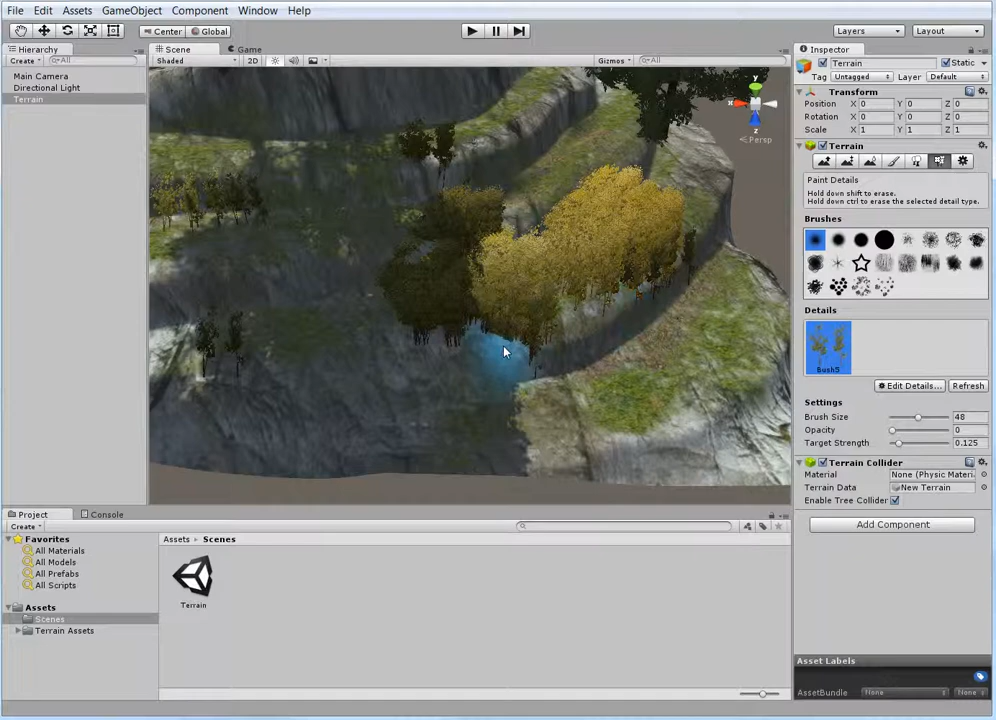 File Edit Assets GameObject Component Window Help
Center Global Layers Layout
Hierarchy
Create All
Main Camera
Directional Light
Terrain
Scene Game
Shaded 2D Gizmos All
y
x
z
Persp
Inspector
Terrain Static
Tag Untagged Layer Default
Transform
Position X 0 Y 0 Z 0
Rotation X 0 Y 0 Z 0
Scale X 1 Y 1 Z 1
Terrain
Paint Details
Hold down shift to erase.
Hold down ctrl to erase the selected detail type.
Brushes
Details
Bush5
Edit Details... Refresh
Settings
Brush Size 48
Opacity 0
Target Strength 0.125
Terrain Collider
Material None (Physic Materi
Terrain Data New Terrain
Enable Tree Collider
Add Component
Project Console
Create
Favorites
All Materials
All Models
All Prefabs
All Scripts
Assets
Scenes
Terrain Assets
Assets Scenes
Terrain
Asset Labels
AssetBundle None None